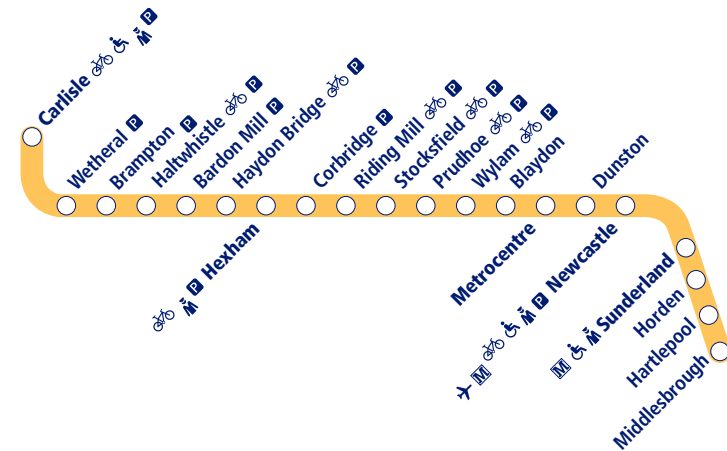 Carlisle P
Wetheral P
Brampton P
Haltwhistle P
Bardon Mill P
Haydon Bridge P
P Hexham
Corbridge P
Riding Mill P
Stocksfield P
Prudhoe P
Wylam P
Blaydon
Metrocentre
Dunston
M P Newcastle
M Sunderland
Horden
Hartlepool
Middlesbrough